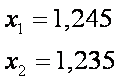 x₁ = 1,245
x₂ = 1,235